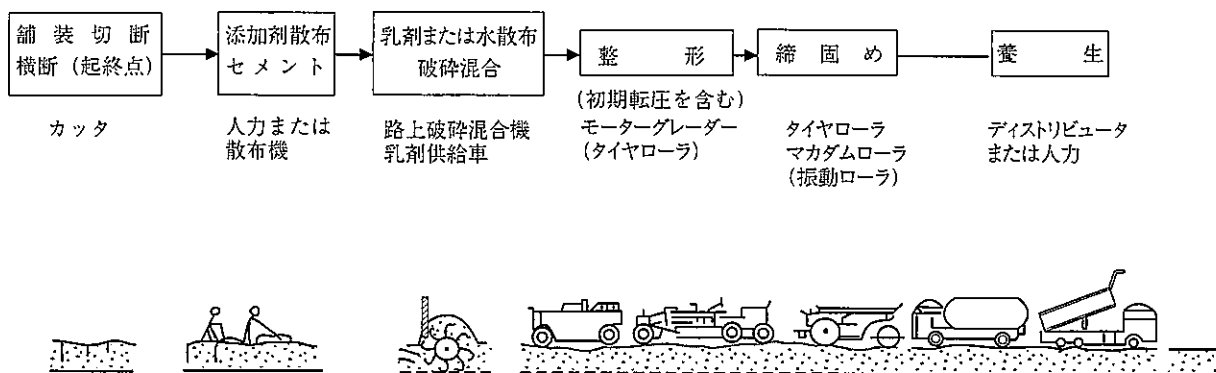 舗装切断
横断(起終点)
添加剤散布
セメント
乳剤または水散布
破砕混合
整形
締固め
養生
カッタ
人力または
散布機
路上破砕混合機
乳剤供給車
(初期転圧を含む)
モーターグレーダー
(タイヤローラ)
タイヤローラ
マカダムローラ
(振動ローラ)
ディストリビュータ
または人力